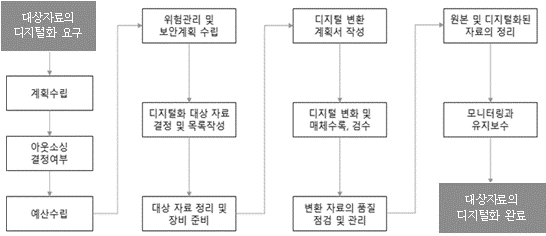 대상자료의
디지털화 요구
계획수립
아웃소싱
결정여부
예산수립
위험관리 및
보안계획 수립
디지털화 대상 자료
결정 및 목록작성
대상 자료 정리 및
장비 준비
디지털 변환
계획서 작성
디지털 변화 및
매체수록, 검수
변환 자료의 품질
점검 및 관리
원본 및 디지털화된
자료의 정리
모니터링과
유지보수
대상자료의
디지털화 완료